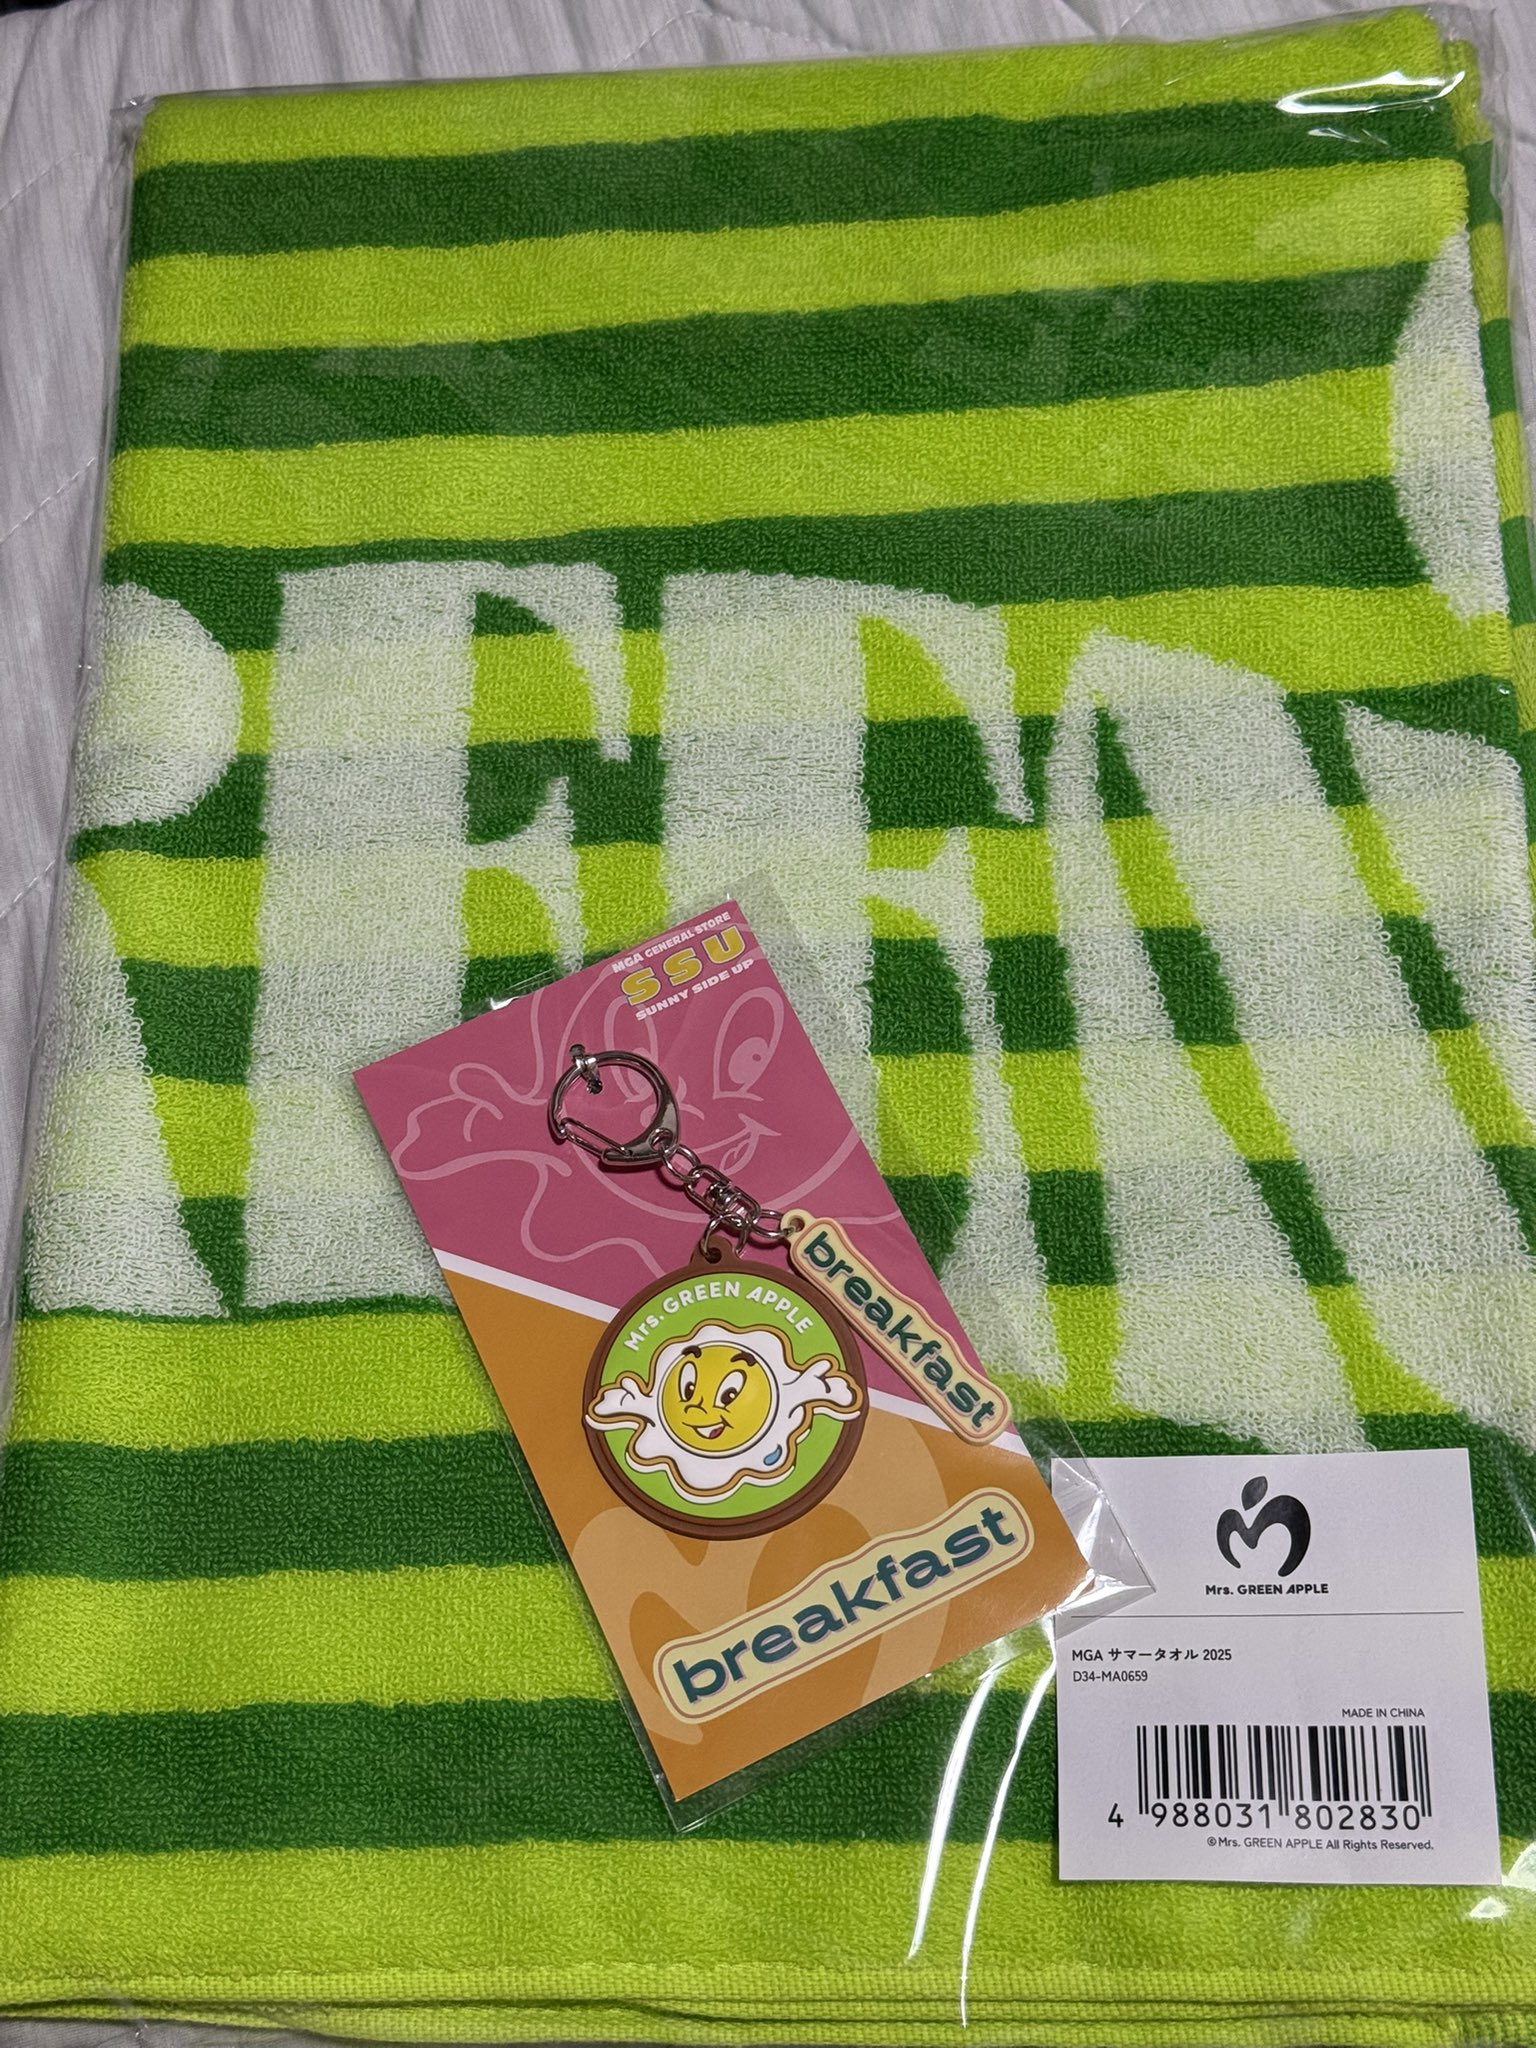 REEN
MGA GENERAL STORE
SSU
SUNNY SIDE UP
Mrs. GREEN APPLE
breakfast
breakfast
Mrs. GREEN APPLE
MGA サマータオル 2025
D34-MA0659
MADE IN CHINA
4 988031 802830
©Mrs. GREEN APPLE All Rights Reserved.